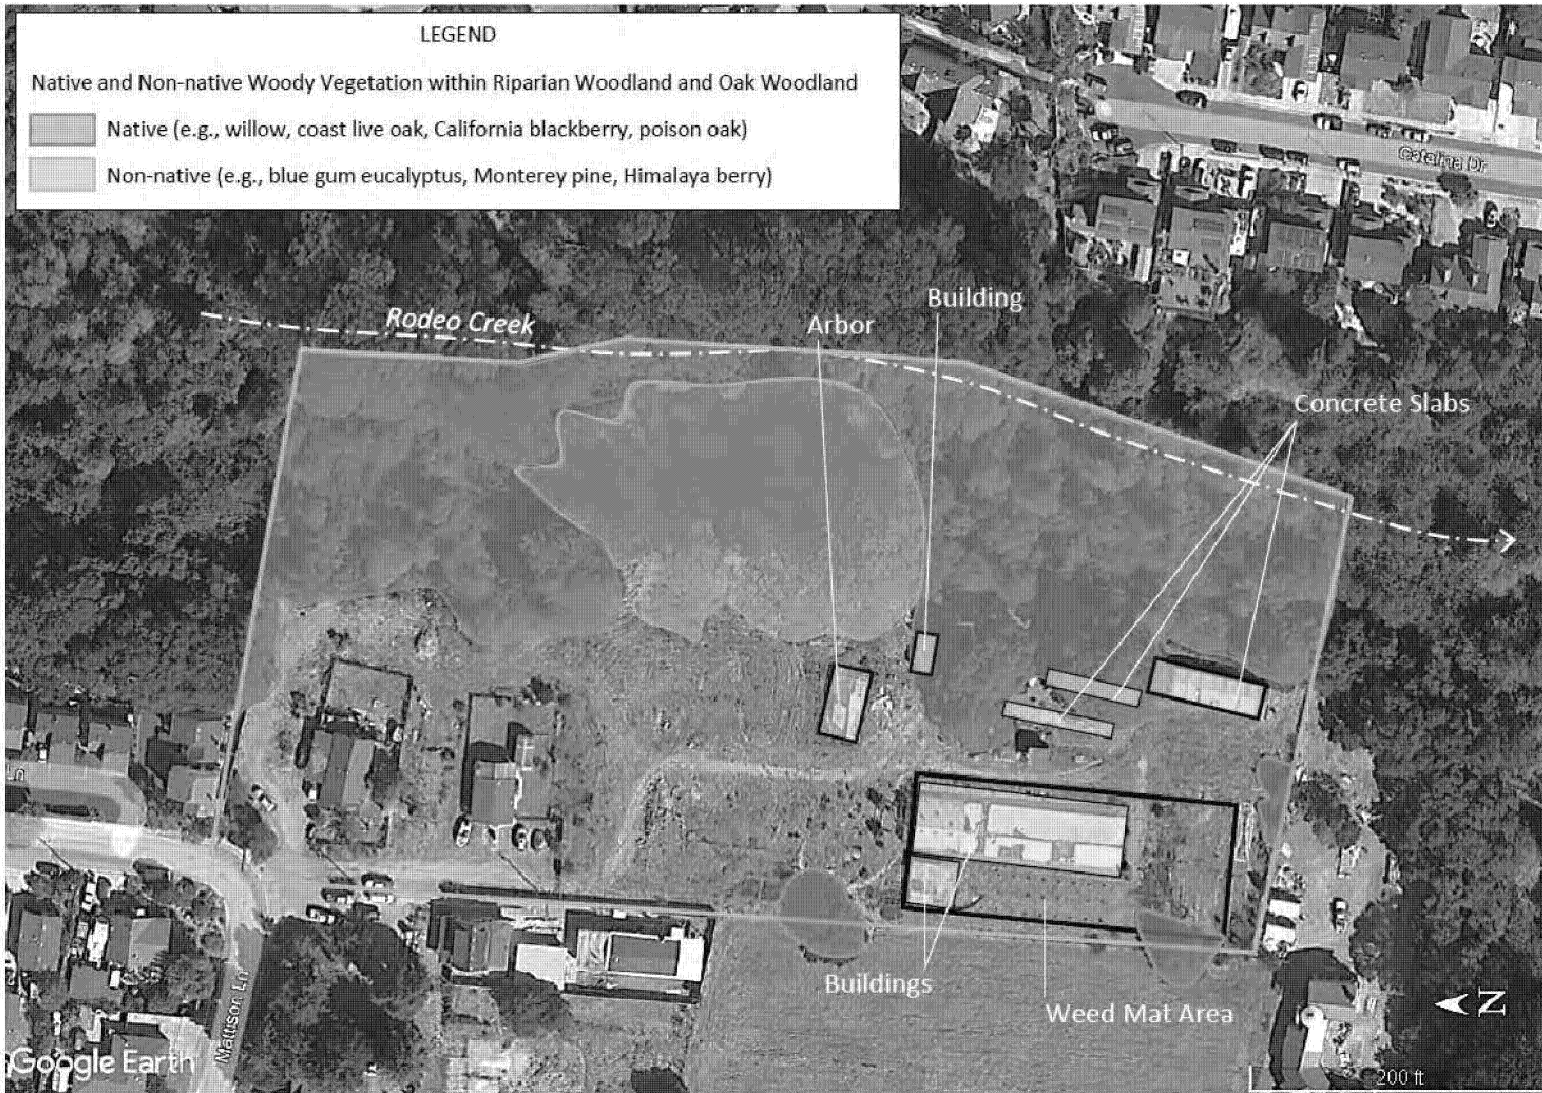 LEGEND
Native and Non-native Woody Vegetation within Riparian Woodland and Oak Woodland
Native (e.g., willow, coast live oak, California blackberry, poison oak)
Non-native (e.g., blue gum eucalyptus, Monterey pine, Himalaya berry)
Catalina Dr
Building
Rodeo Creek
Arbor
Concrete Slabs
Ln
Buildings
Weed Mat Area
N
Mattison Ln
Google Earth
200 ft